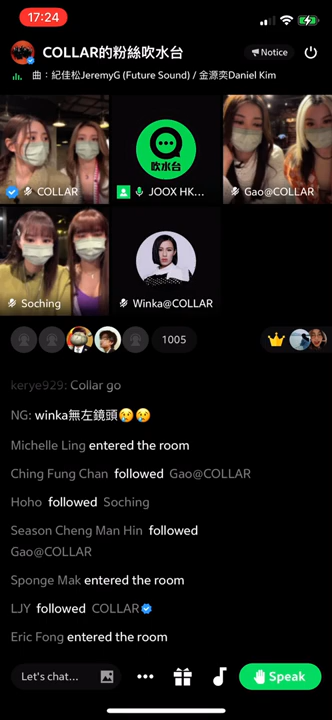 17:24
COLLAR的粉絲吹水台
Notice
曲：紀佳松JeremyG (Future Sound) / 金源奕Daniel Kim
吹水台
COLLAR
JOOX HK...
Gao@COLLAR
Soching
Winka@COLLAR
1005
kerye929: Collar go
NG: winka無左鏡頭😢😢
Michelle Ling entered the room
Ching Fung Chan followed Gao@COLLAR
Hoho followed Soching
Season Cheng Man Hin followed
Gao@COLLAR
Sponge Mak entered the room
LJY followed COLLAR
Eric Fong entered the room
Let's chat...
Speak